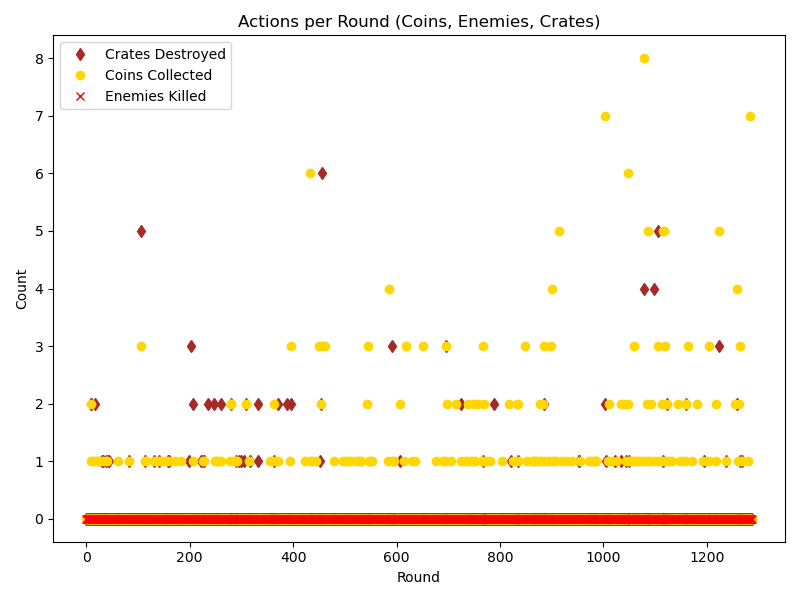 Actions per Round (Coins, Enemies, Crates)
Crates Destroyed
Coins Collected
Enemies Killed
8
7
6
5
4
3
2
1
0
Count
0 200 400 600 800 1000 1200
Round